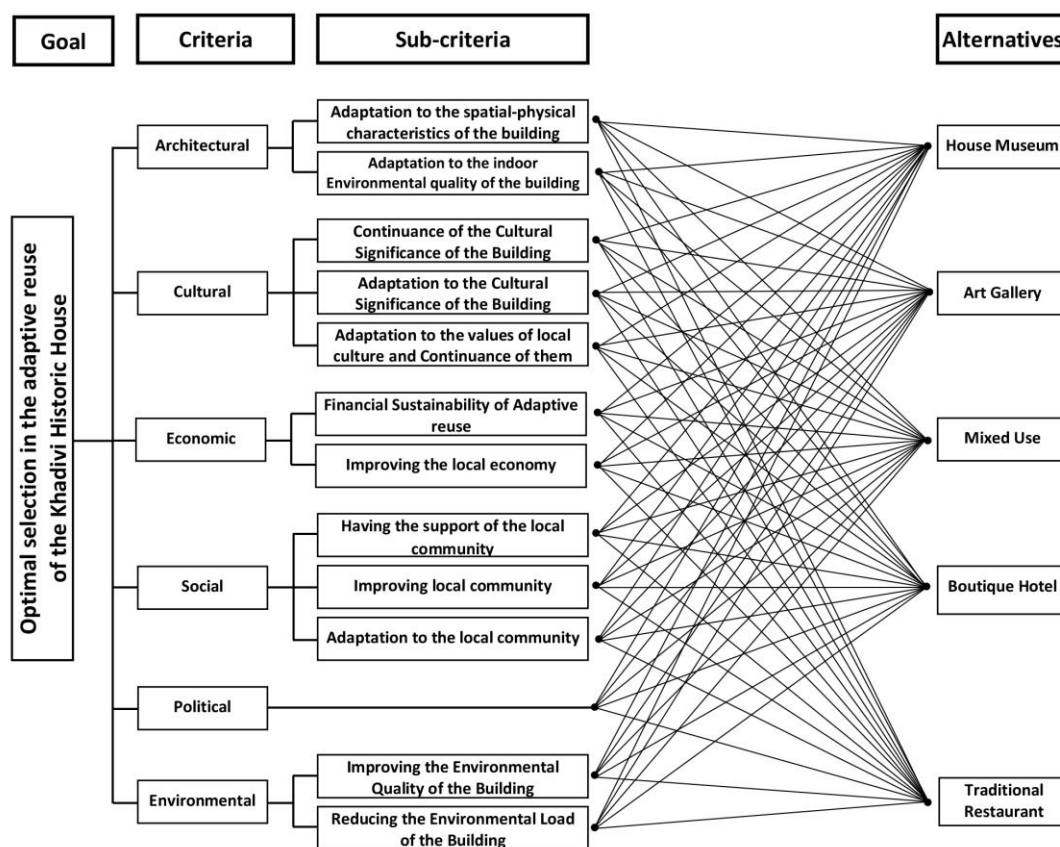 Goal
Criteria
Sub-criteria
Alternatives
Optimal selection in the adaptive reuse
of the Khadivi Historic House
Architectural
Adaptation to the spatial-physical
characteristics of the building
Adaptation to the indoor
Environmental quality of the building
Cultural
Continuance of the Cultural
Significance of the Building
Adaptation to the Cultural
Significance of the Building
Adaptation to the values of local
culture and Continuance of them
Economic
Financial Sustainability of Adaptive
reuse
Improving the local economy
Social
Having the support of the local
community
Improving local community
Adaptation to the local community
Political
Environmental
Improving the Environmental
Quality of the Building
Reducing the Environmental Load
of the Building
House Museum
Art Gallery
Mixed Use
Boutique Hotel
Traditional
Restaurant